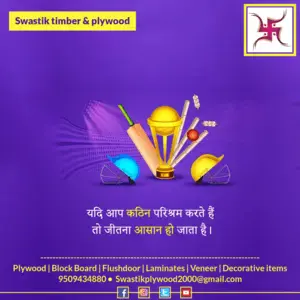 Swastik timber & plywood
यदि आप कठिन परिश्रम करते हैं
तो जीतना आसान हो जाता है।
Plywood | Block Board | Flushdoor | Laminates | Veneer | Decorative items
9509434880 ● Swastikplywood2000@gmail.com